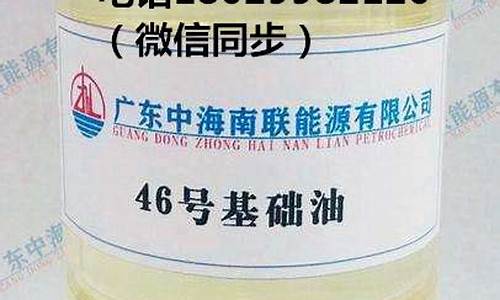 （微信同步）
广东中海南联能源有限公司
GUANG DONG ZHONG HAI NAN LIAN PETROCHEMICAL
46号基础油